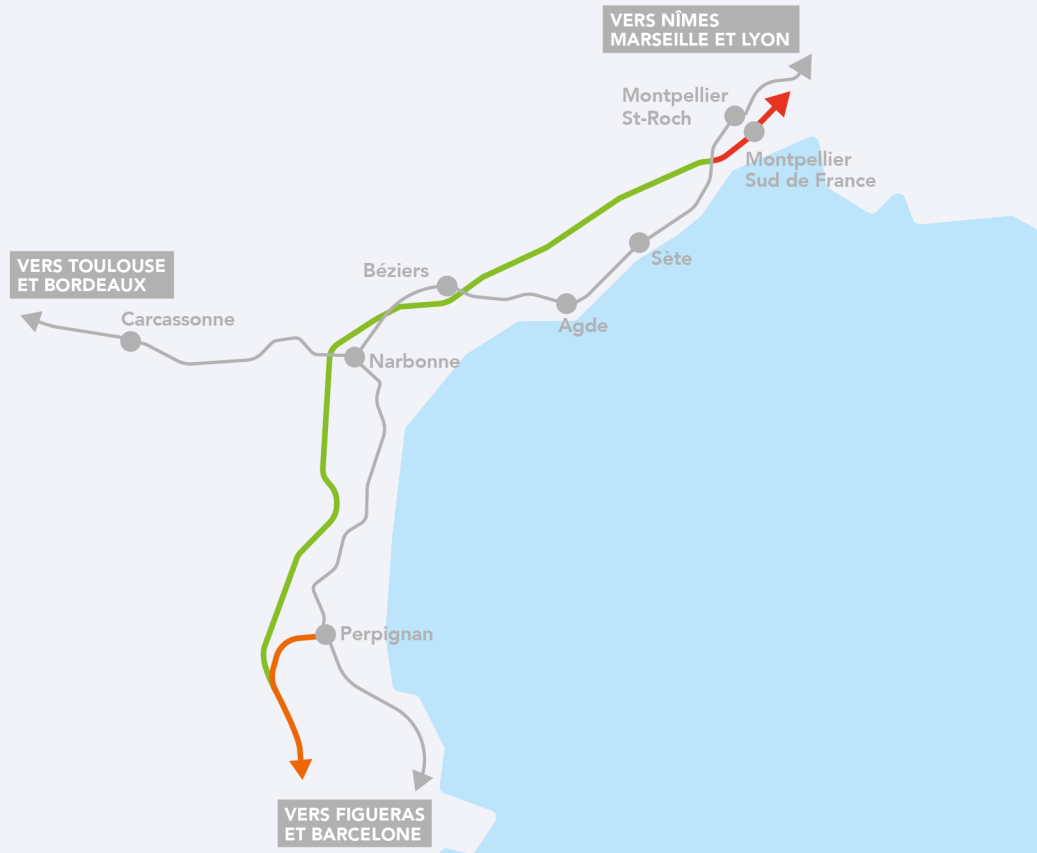 VERS NÎMES
MARSEILLE ET LYON
Montpellier
St-Roch
Montpellier
Sud de France
VERS TOULOUSE
ET BORDEAUX
Béziers
Sète
Carcassonne
Agde
Narbonne
Perpignan
VERS FIGUERAS
ET BARCELONE